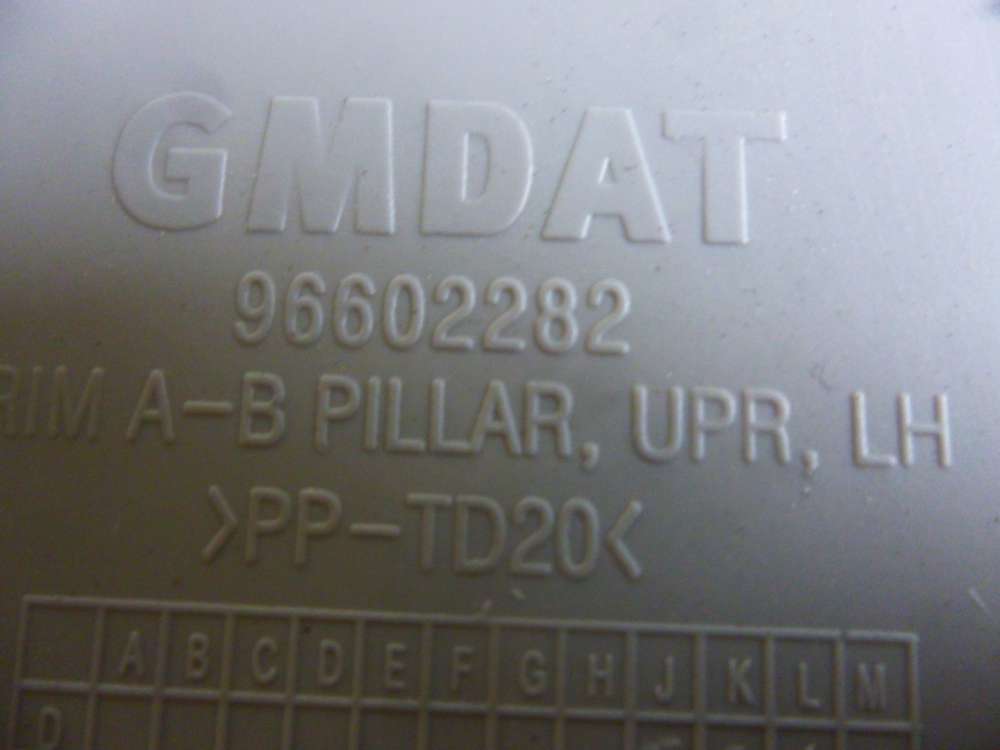 GMDAT
96602282
RIM A-B PILLAR, UPR, LH
>PP-TD20<
A B C D E F G H J K L M
D